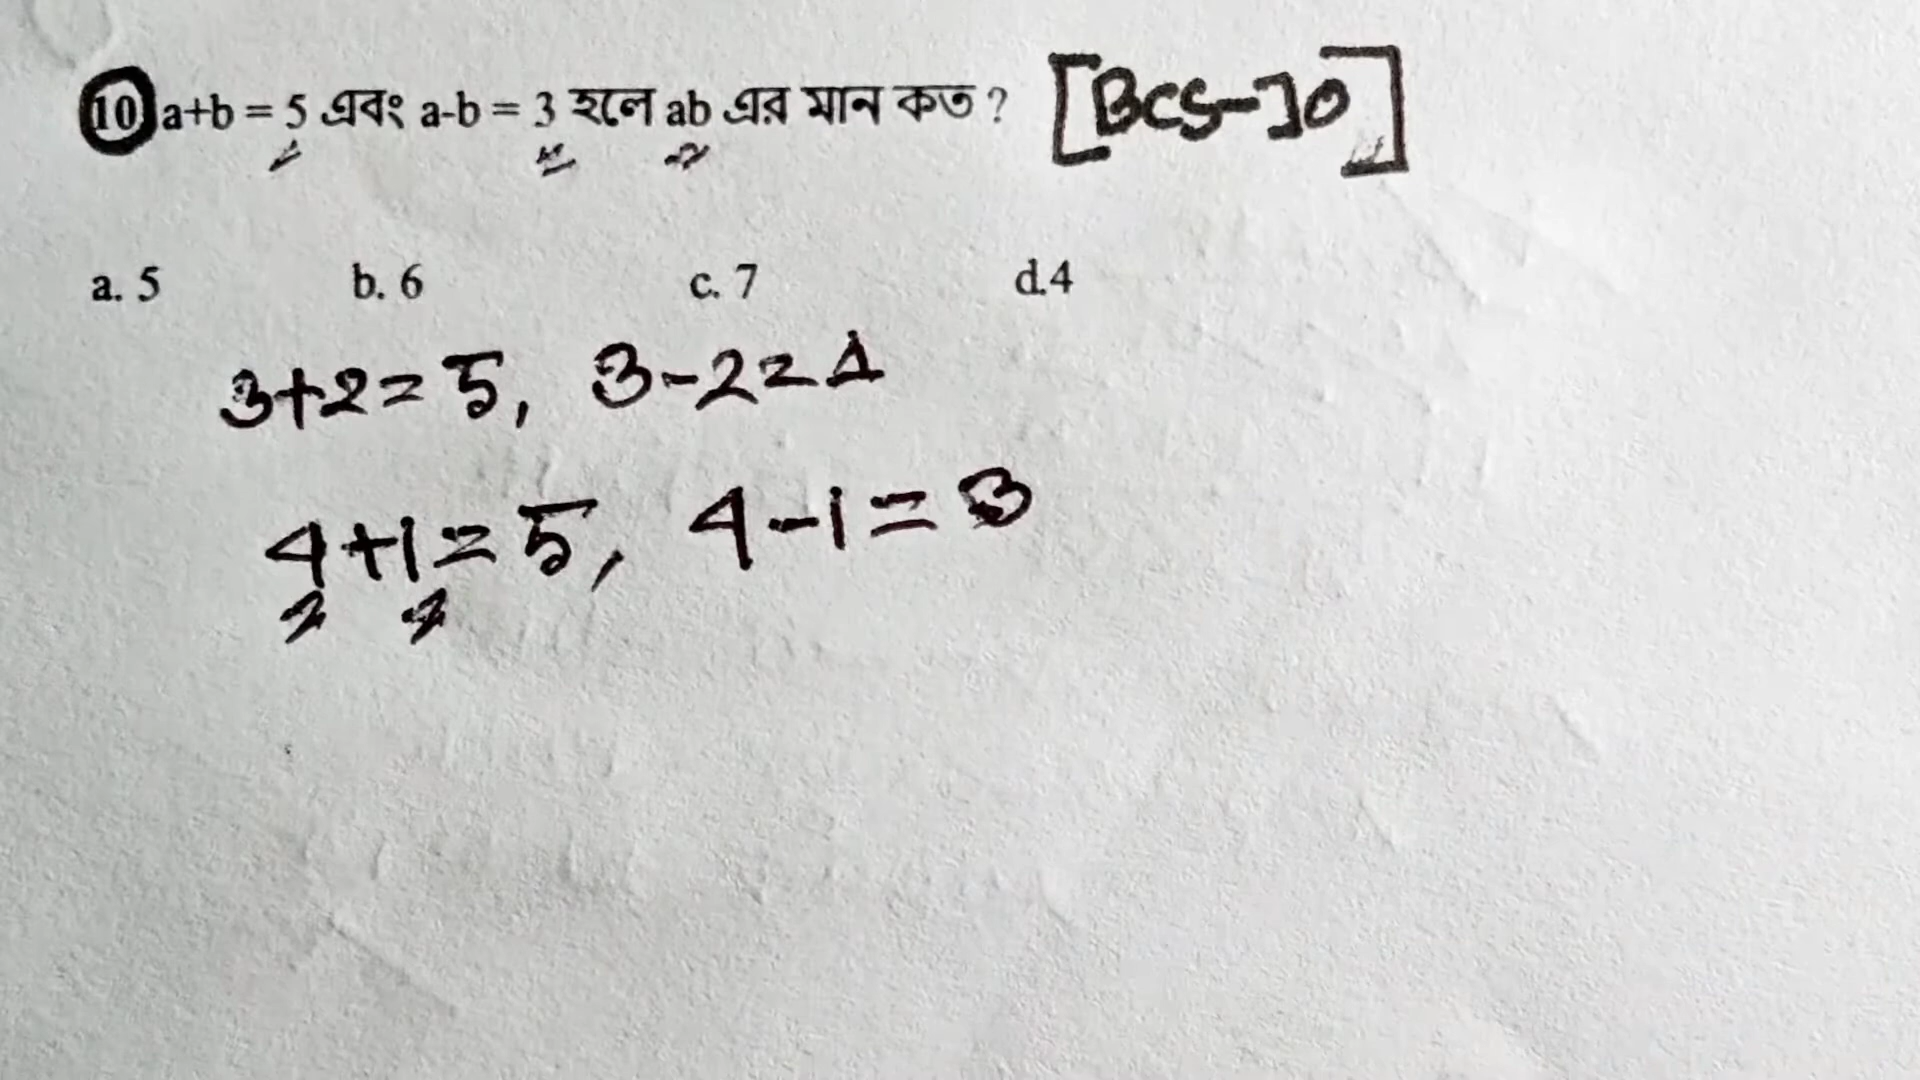 10 a+b = 5 এবং a-b = 3 হলে ab এর মান কত ? [BCS-10]
a. 5 b. 6 c. 7 d.4
3+2=5, 3-2=1
4+1=5, 4-1=3